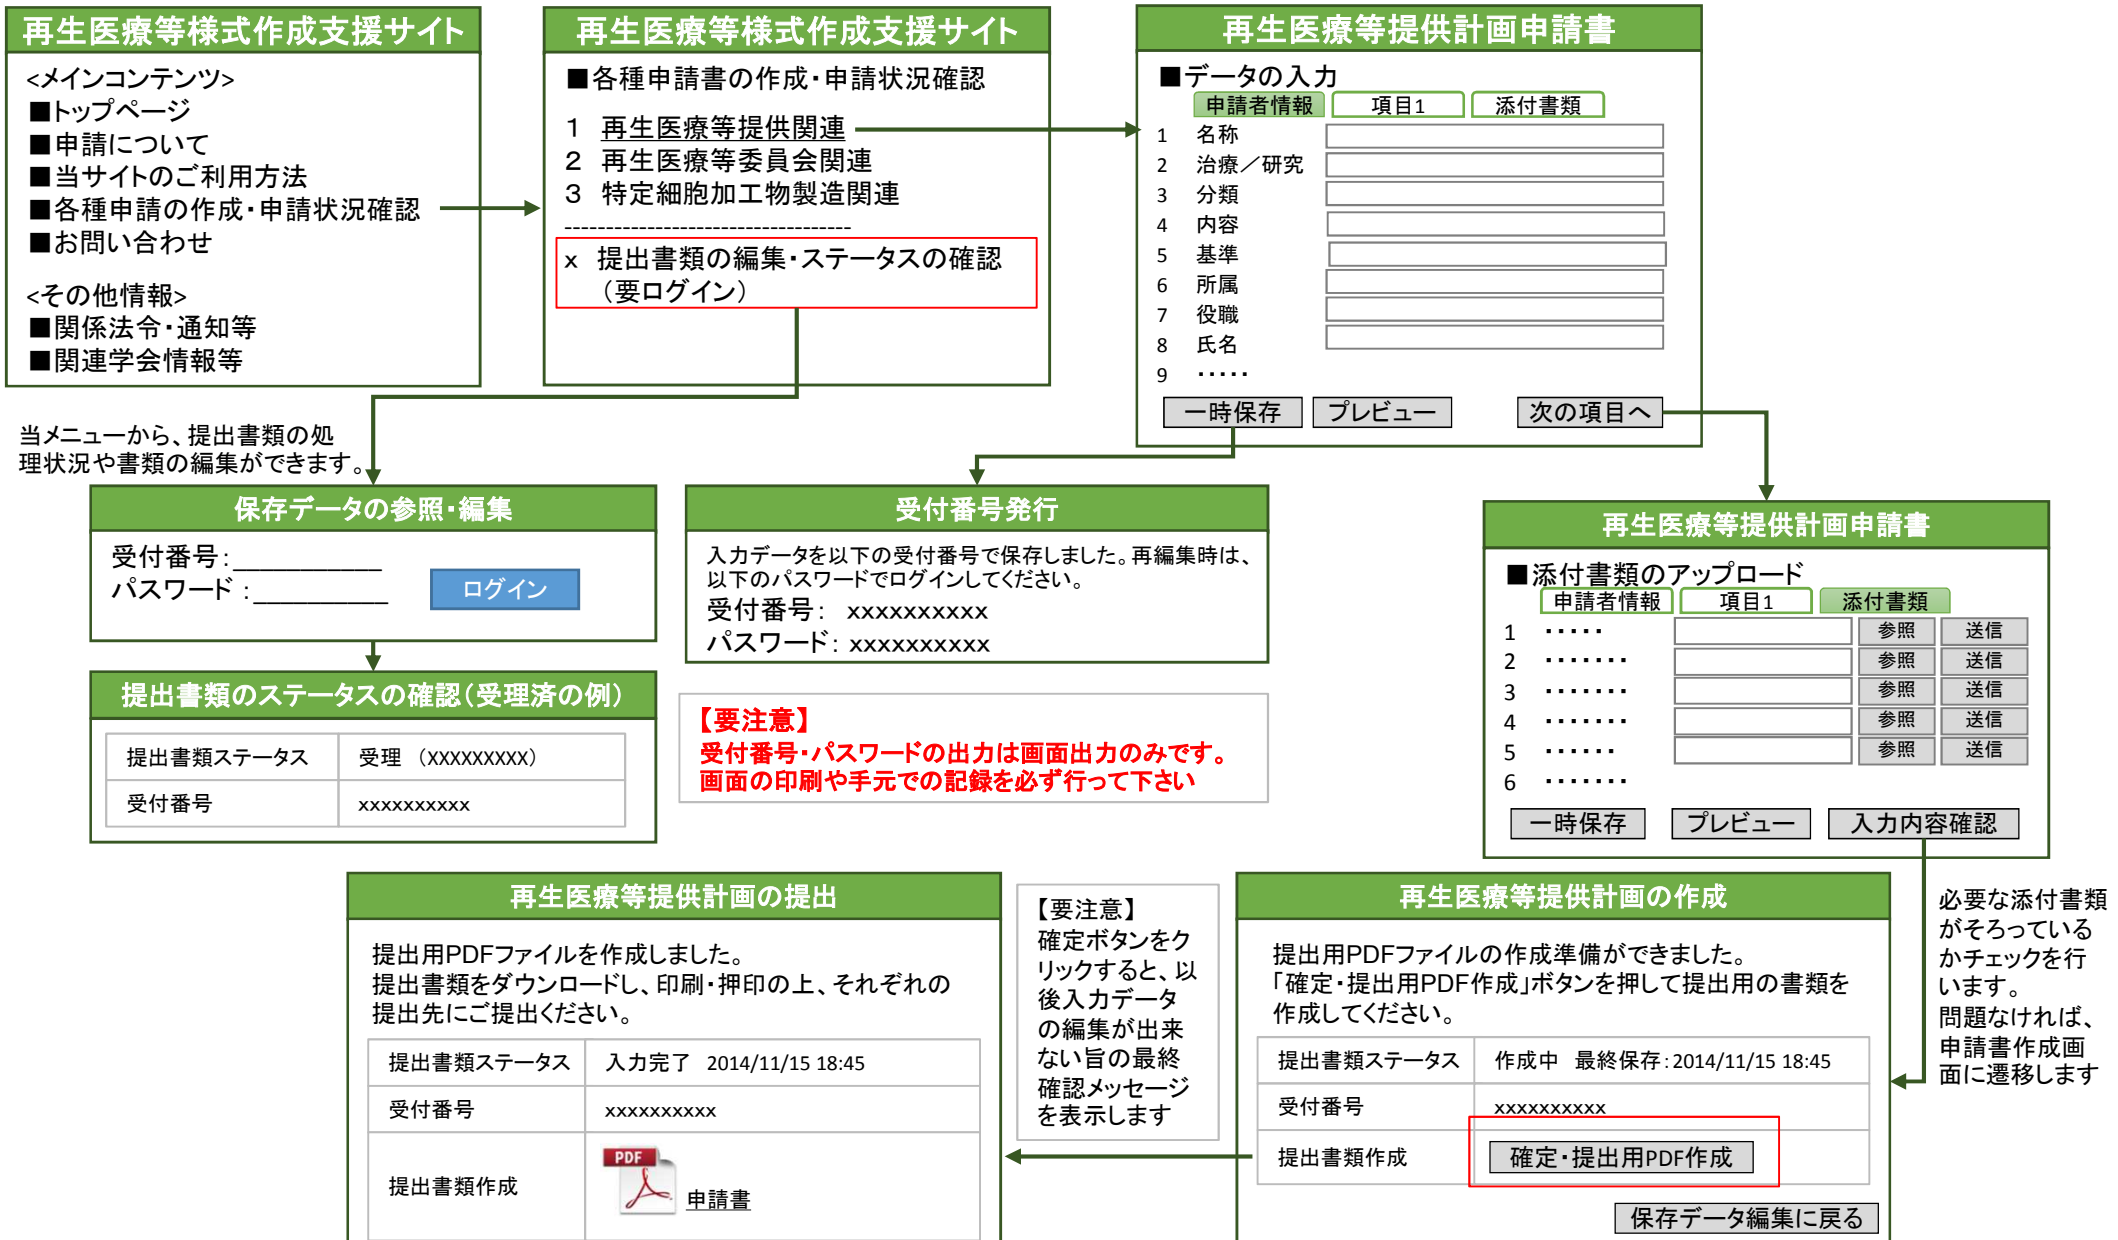 再生医療等様式作成支援サイト
<メインコンテンツ>
■トップページ
■申請について
■当サイトのご利用方法
■各種申請の作成・申請状況確認
■お問い合わせ
<その他情報>
■関係法令・通知等
■関連学会情報等
再生医療等様式作成支援サイト
■各種申請書の作成・申請状況確認
1 再生医療等提供関連
2 再生医療等委員会関連
3 特定細胞加工物製造関連
-----------------------------------
x 提出書類の編集・ステータスの確認
（要ログイン）
再生医療等提供計画申請書
■データの入力
申請者情報 項目1 添付書類
1 名称
2 治療／研究
3 分類
4 内容
5 基準
6 所属
7 役職
8 氏名
9 ・・・・・
一時保存 プレビュー 次の項目へ
当メニューから、提出書類の処
理状況や書類の編集ができます。
保存データの参照・編集
受付番号：___________
パスワード：__________
ログイン
提出書類のステータスの確認（受理済の例）
提出書類ステータス 受理 （xxxxxxxxx）
受付番号 xxxxxxxxxx
受付番号発行
入力データを以下の受付番号で保存しました。再編集時は、
以下のパスワードでログインしてください。
受付番号： xxxxxxxxxx
パスワード： xxxxxxxxxx
【要注意】
受付番号・パスワードの出力は画面出力のみです。
画面の印刷や手元での記録を必ず行って下さい
再生医療等提供計画申請書
■添付書類のアップロード
申請者情報 項目1 添付書類
1 ・・・・・ 参照 送信
2 ・・・・・・・ 参照 送信
3 ・・・・・・・ 参照 送信
4 ・・・・・・・ 参照 送信
5 ・・・・・・ 参照 送信
6 ・・・・・・・
一時保存 プレビュー 入力内容確認
必要な添付書類
がそろっている
かチェックを行
います。
問題なければ、
申請書作成画
面に遷移します
再生医療等提供計画の作成
提出用PDFファイルの作成準備ができました。
「確定・提出用PDF作成」ボタンを押して提出用の書類を
作成してください。
提出書類ステータス 作成中 最終保存：2014/11/15 18:45
受付番号 xxxxxxxxxx
提出書類作成 確定・提出用PDF作成
保存データ編集に戻る
【要注意】
確定ボタンをク
リックすると、以
後入力データ
の編集が出来
ない旨の最終
確認メッセージ
を表示します
再生医療等提供計画の提出
提出用PDFファイルを作成しました。
提出書類をダウンロードし、印刷・押印の上、それぞれの
提出先にご提出ください。
提出書類ステータス 入力完了 2014/11/15 18:45
受付番号 xxxxxxxxxx
提出書類作成 PDF 申請書